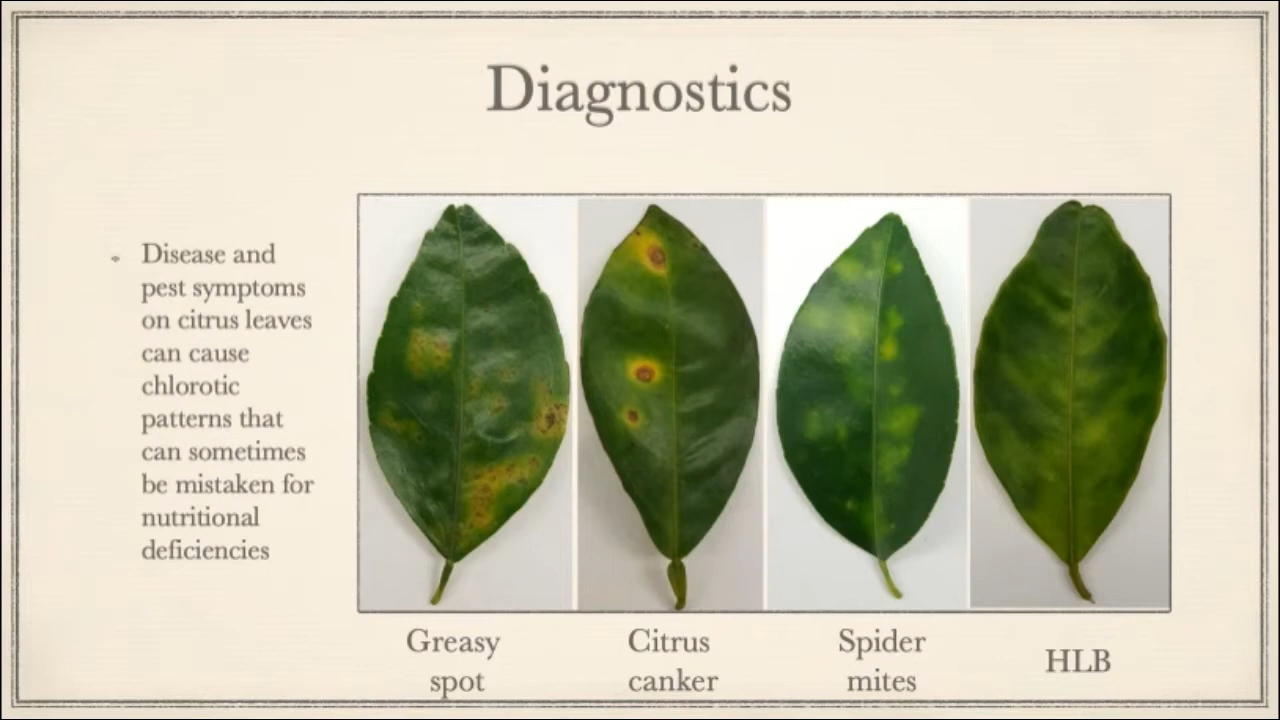 Diagnostics
Disease and
pest symptoms
on citrus leaves
can cause
chlorotic
patterns that
can sometimes
be mistaken for
nutritional
deficiencies
Greasy
spot
Citrus
canker
Spider
mites
HLB